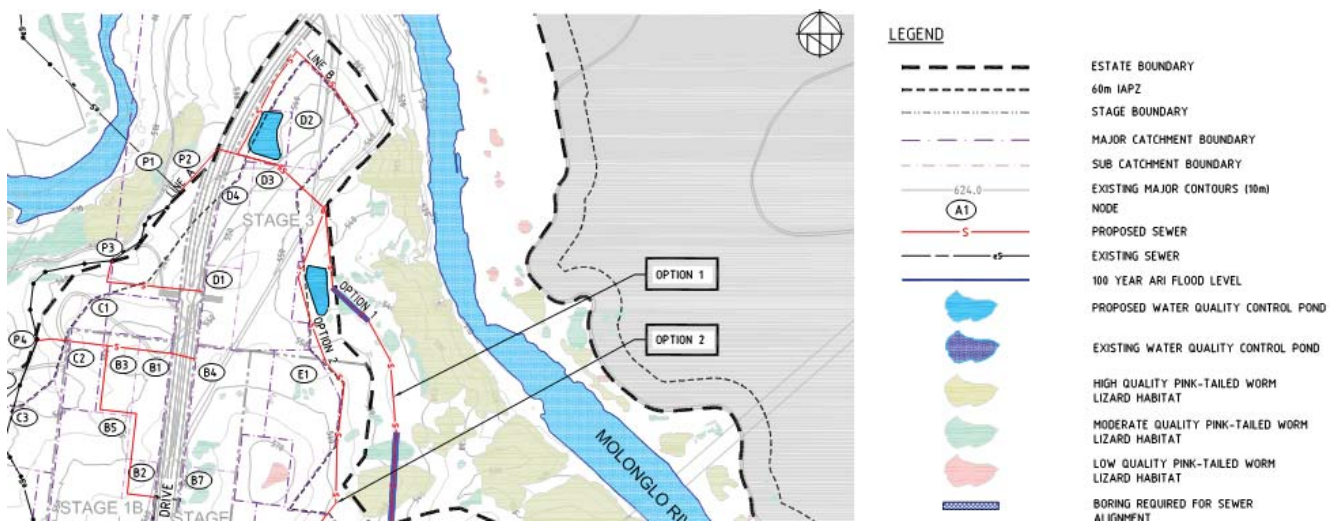 LINE B
D2
P1
P2
LINE A
D3
D4
STAGE 3
P3
D1
C1
OPTION 1
OPTION 2
P4
C2
B3
B1
B4
E1
C3
B5
B2
B7
STAGE 1B
DRIVE
STAGE
OPTION 1
OPTION 2
MOLONGLO RIV
N
LEGEND
ESTATE BOUNDARY
60m IAPZ
STAGE BOUNDARY
MAJOR CATCHMENT BOUNDARY
SUB CATCHMENT BOUNDARY
624.0 EXISTING MAJOR CONTOURS (10m)
A1 NODE
S PROPOSED SEWER
eS EXISTING SEWER
100 YEAR ARI FLOOD LEVEL
PROPOSED WATER QUALITY CONTROL POND
EXISTING WATER QUALITY CONTROL POND
HIGH QUALITY PINK-TAILED WORM
LIZARD HABITAT
MODERATE QUALITY PINK-TAILED WORM
LIZARD HABITAT
LOW QUALITY PINK-TAILED WORM
LIZARD HABITAT
BORING REQUIRED FOR SEWER
ALIGNMENT